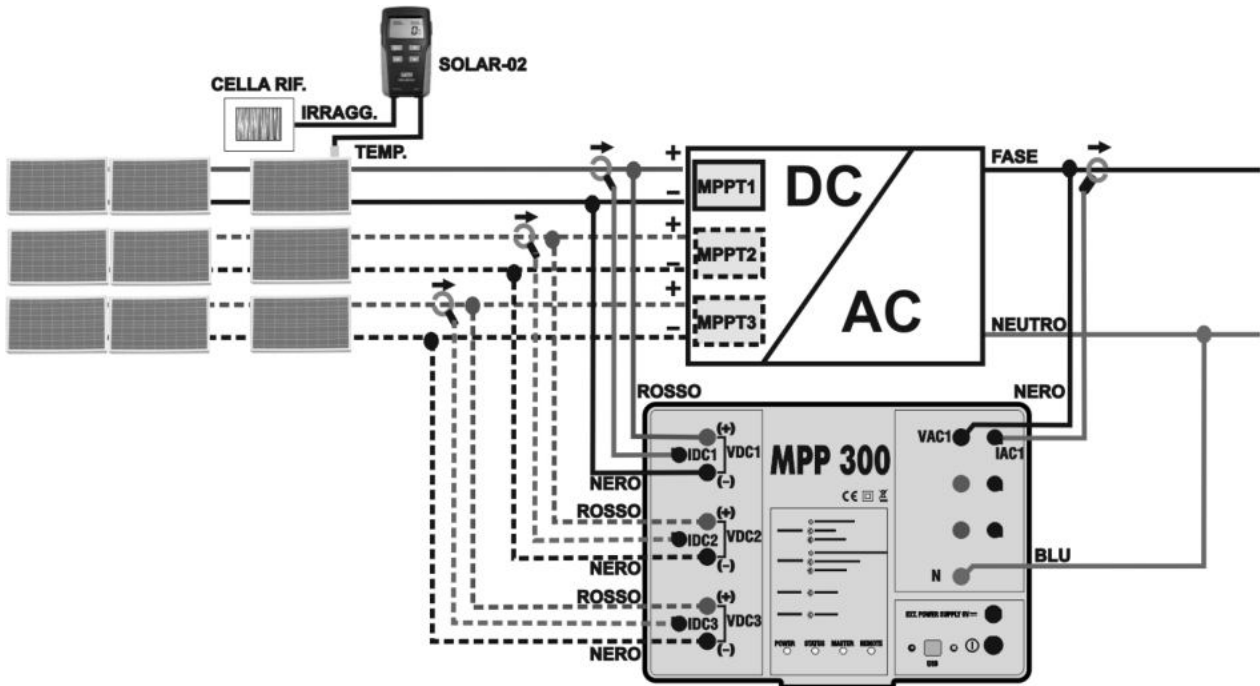 SOLAR-02
CELLA RIF.
IRRAGG.
TEMP.
+
-
MPPT1
+
-
MPPT2
+
-
MPPT3
DC
AC
FASE
NEUTRO
ROSSO
NERO
(+)
IDC1
VDC1
(-)
NERO
ROSSO
(+)
IDC2
VDC2
(-)
NERO
ROSSO
(+)
IDC3
VDC3
(-)
NERO
MPP 300
CE
POWER STATUS MASTER REMOTE
VAC1
IAC1
N
BLU
EXT. POWER SUPPLY 5V
USB